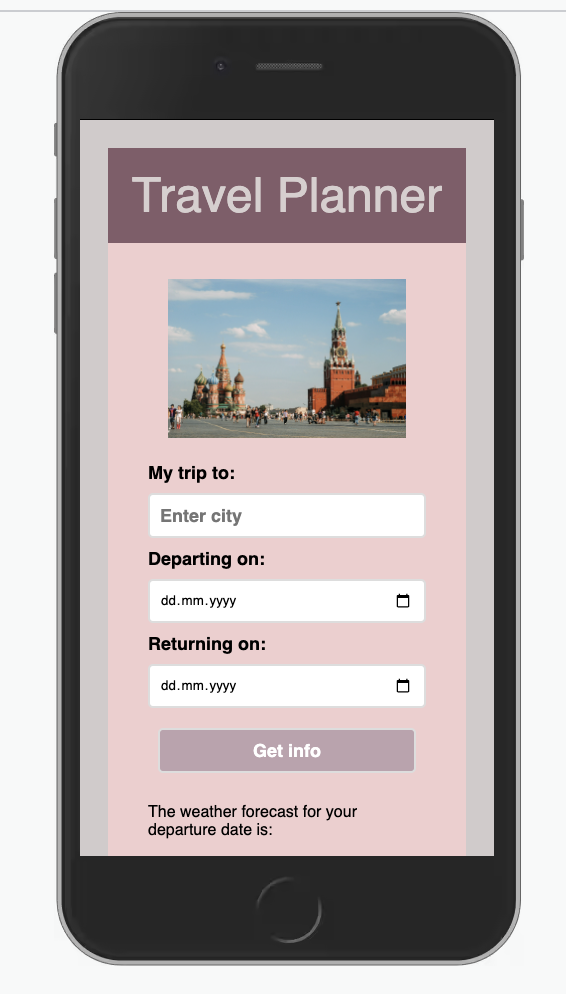 Travel Planner
My trip to:
Enter city
Departing on:
dd.mm.yyyy
Returning on:
dd.mm.yyyy
Get info
The weather forecast for your
departure date is: